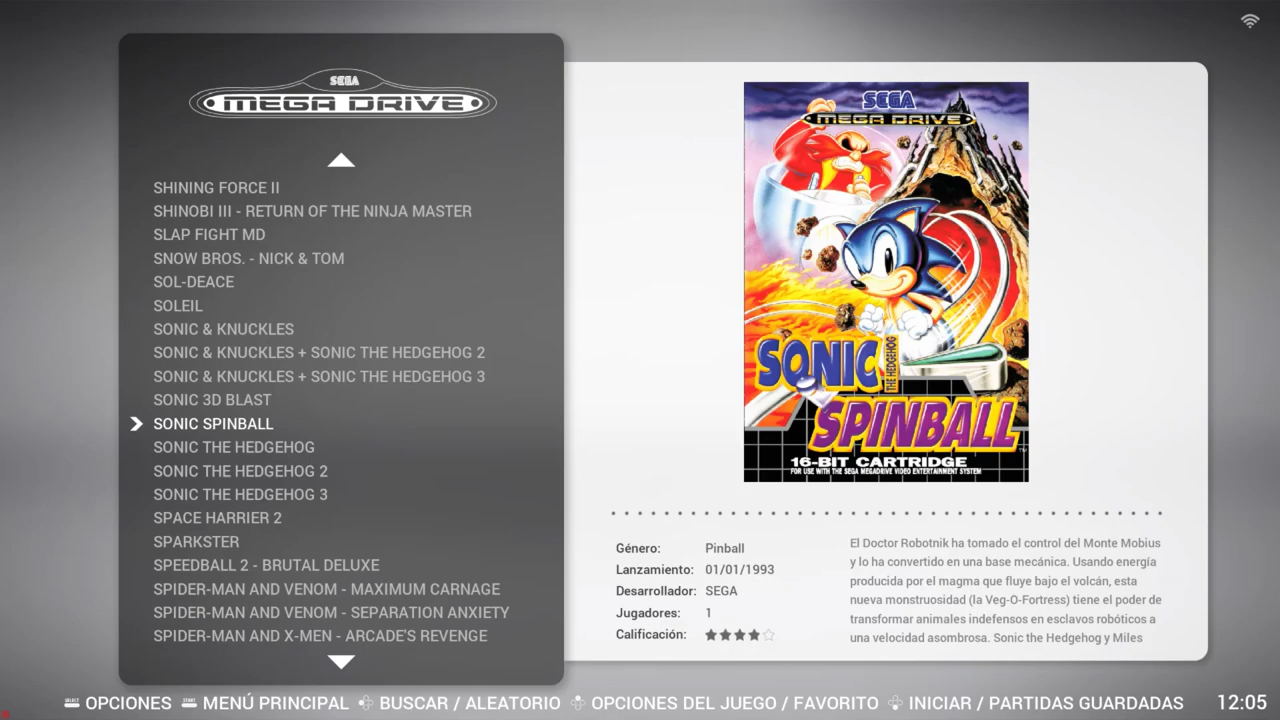 SEGA
MEGA DRIVE
SHINING FORCE II
SHINOBI III - RETURN OF THE NINJA MASTER
SLAP FIGHT MD
SNOW BROS. - NICK & TOM
SOL-DEACE
SOLEIL
SONIC & KNUCKLES
SONIC & KNUCKLES + SONIC THE HEDGEHOG 2
SONIC & KNUCKLES + SONIC THE HEDGEHOG 3
SONIC 3D BLAST
SONIC SPINBALL
SONIC THE HEDGEHOG
SONIC THE HEDGEHOG 2
SONIC THE HEDGEHOG 3
SPACE HARRIER 2
SPARKSTER
SPEEDBALL 2 - BRUTAL DELUXE
SPIDER-MAN AND VENOM - MAXIMUM CARNAGE
SPIDER-MAN AND VENOM - SEPARATION ANXIETY
SPIDER-MAN AND X-MEN - ARCADE'S REVENGE
SEGA
MEGA DRIVE
SONIC
THE HEDGEHOG
SPINBALL
TM
16-BIT CARTRIDGE
FOR USE WITH THE SEGA MEGADRIVE VIDEO ENTERTAINMENT SYSTEM
Género: Pinball
Lanzamiento: 01/01/1993
Desarrollador: SEGA
Jugadores: 1
Calificación:
El Doctor Robotnik ha tomado el control del Monte Mobius
y lo ha convertido en una base mecánica. Usando energía
producida por el magma que fluye bajo el volcán, esta
nueva monstruosidad (la Veg-O-Fortress) tiene el poder de
transformar animales indefensos en esclavos robóticos a
una velocidad asombrosa. Sonic the Hedgehog y Miles
SELECT OPCIONES START MENÚ PRINCIPAL BUSCAR / ALEATORIO OPCIONES DEL JUEGO / FAVORITO INICIAR / PARTIDAS GUARDADAS 12:05